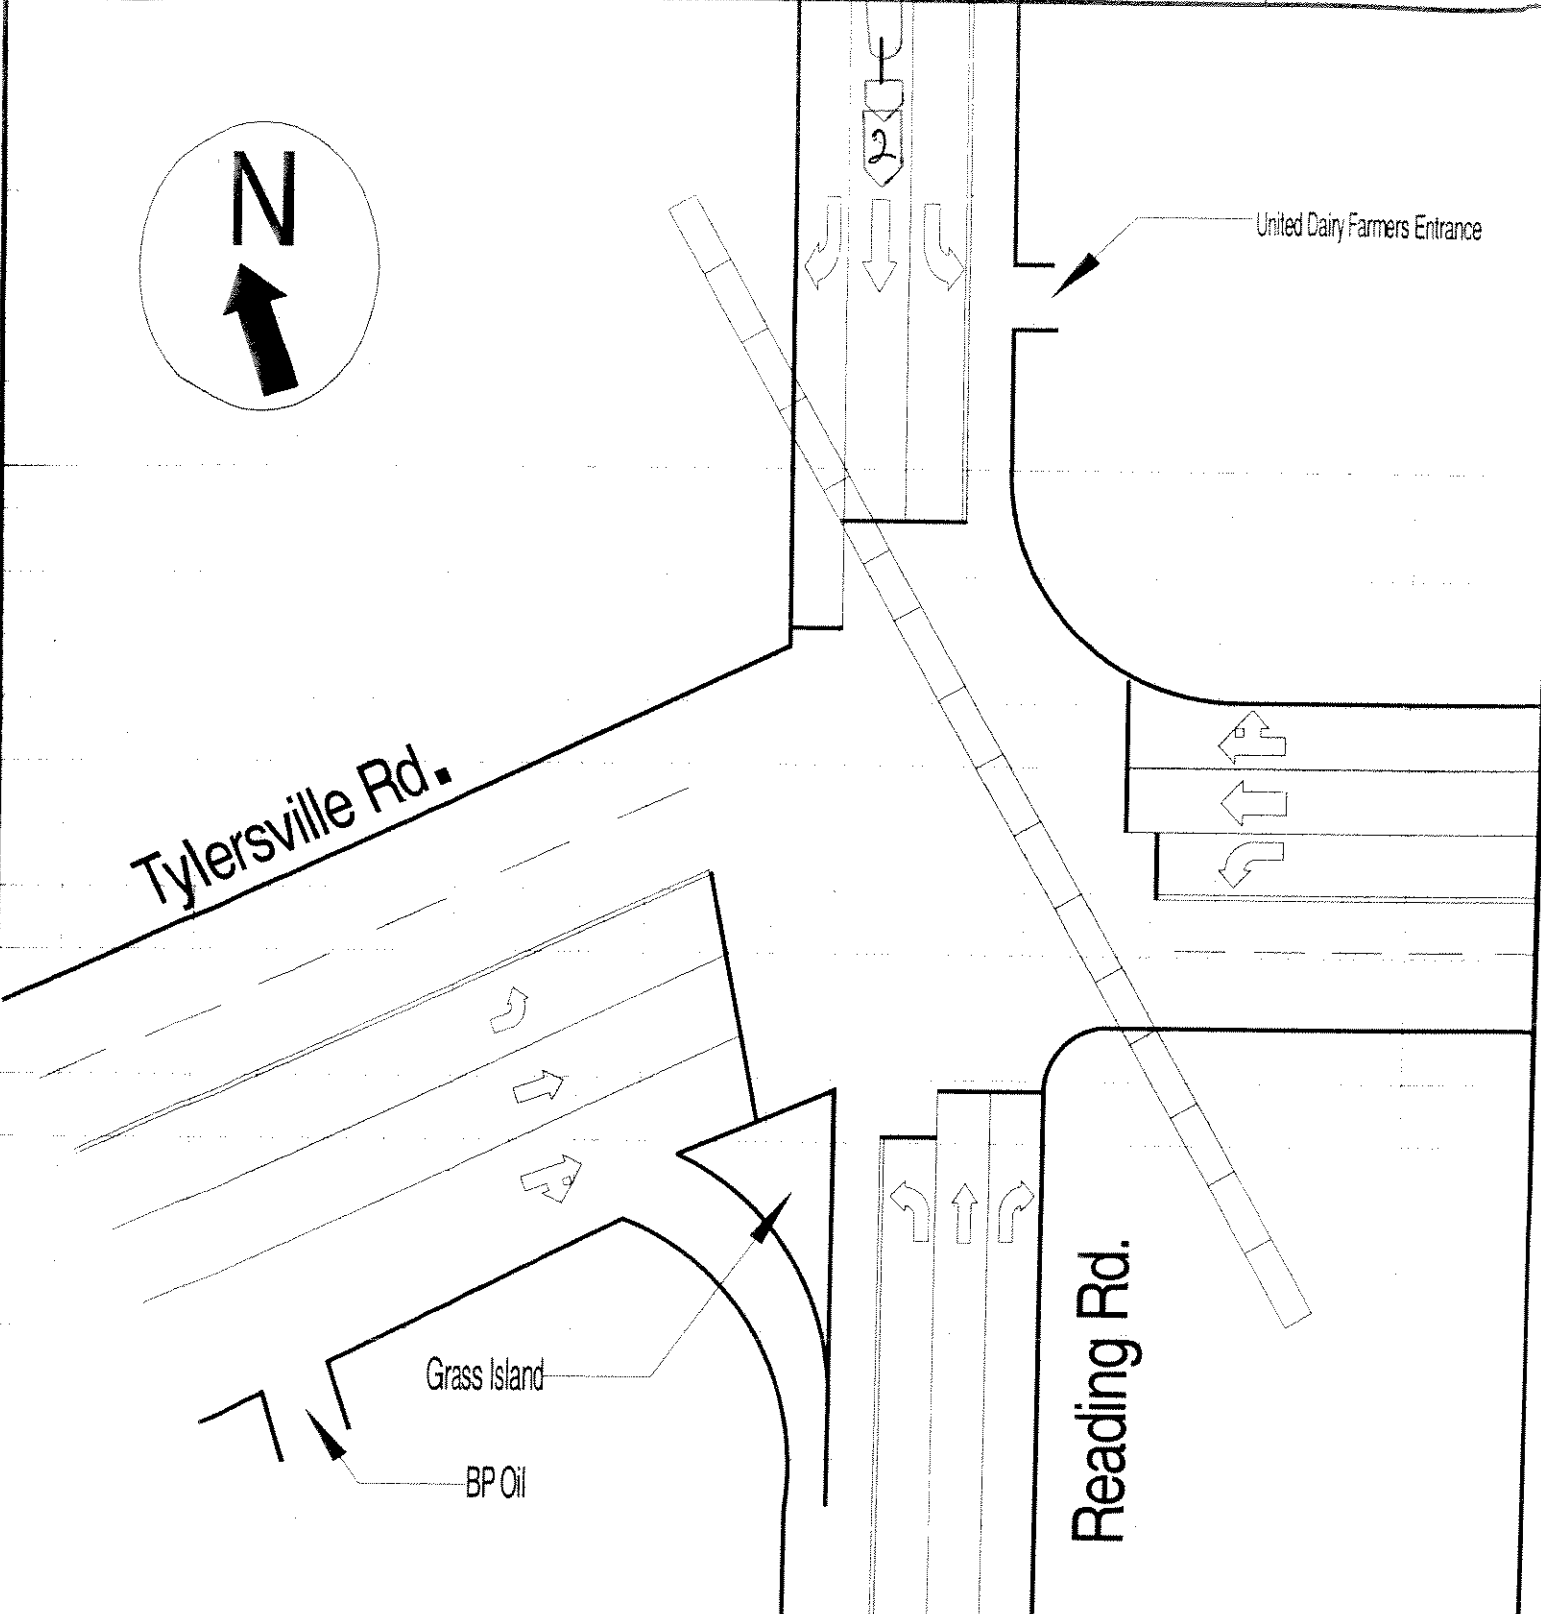 N
2
United Dairy Farmers Entrance
Tylersville Rd.
Grass Island
BP Oil
Reading Rd.